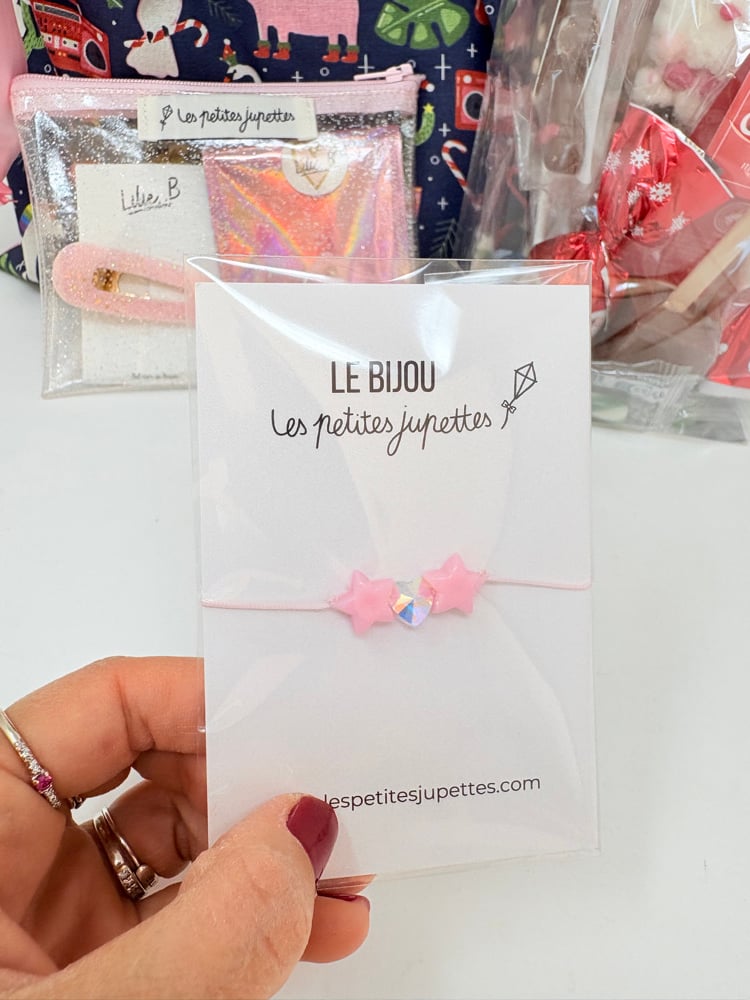 Les petites jupettes
Lilie.B
LE BIJOU
Les petites jupettes
lespetitesjupettes.com